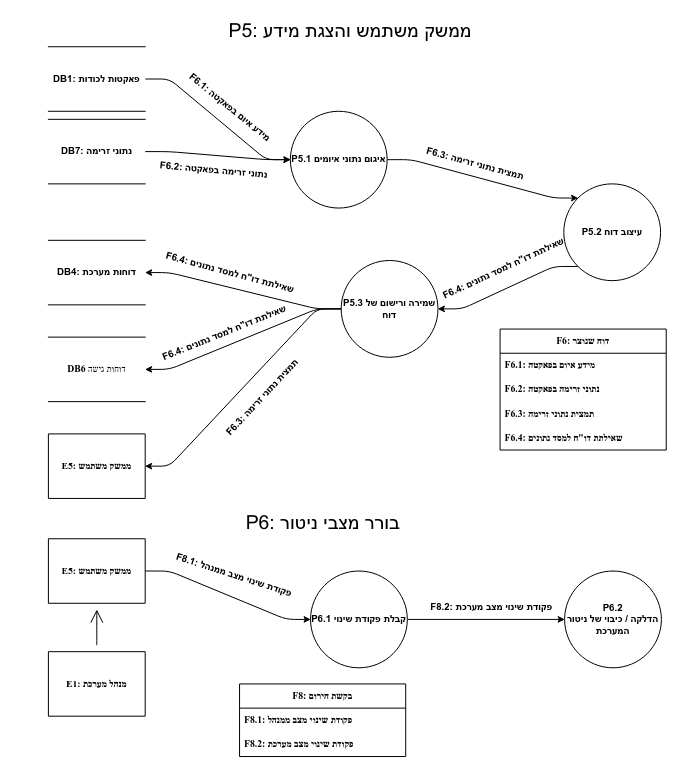 P5: ממשק משתמש והצגת מידע
DB1: פאקטות לכודות
F6.1: מידע איום בפאקטה
DB7: נתוני זרימה
F6.2: נתוני זרימה בפאקטה
P5.1 איגום נתוני איומים
F6.3: תמצית נתוני זרימה
P5.2 עיצוב דוח
F6.4: שאילתת דו"ח למסד נתונים
P5.3 שמירה ורישום של
דוח
F6.4: שאילתת דו"ח למסד נתונים
DB4: דוחות מערכת
F6.4: שאילתת דו"ח למסד נתונים
DB6 דוחות גישה
F6.3: תמצית נתוני זרימה
E5: ממשק משתמש
F6: דוח שנוצר
F6.1: מידע איום בפאקטה
F6.2: נתוני זרימה בפאקטה
F6.3: תמצית נתוני זרימה
F6.4: שאילתת דו"ח למסד נתונים
P6: בורר מצבי ניטור
E5: ממשק משתמש
F8.1: פקודת שינוי מצב ממנהל
P6.1 קבלת פקודת שינוי
F8.2: פקודת שינוי מצב מערכת
P6.2
הדלקה / כיבוי של ניטור
המערכת
E1: מנהל מערכת
F8: בקשת חירום
F8.1: פקודת שינוי מצב ממנהל
F8.2: פקודת שינוי מצב מערכת